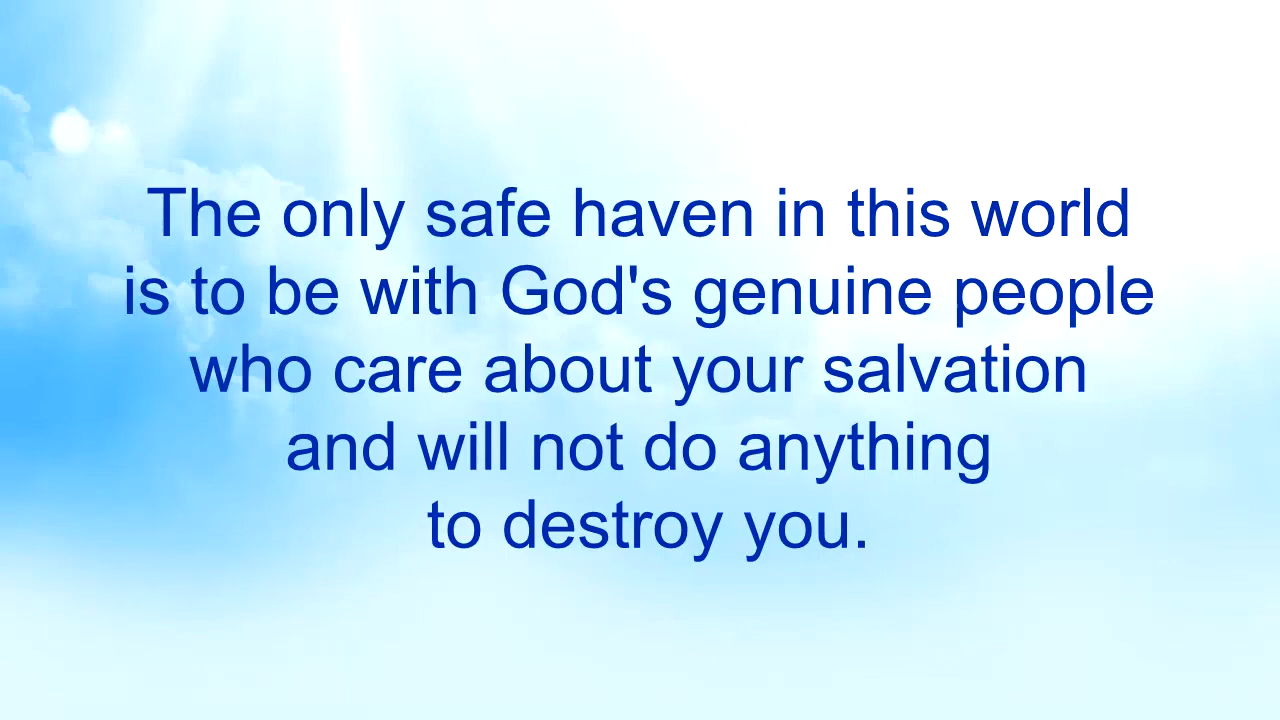 The only safe haven in this world
is to be with God's genuine people
who care about your salvation
and will not do anything
to destroy you.